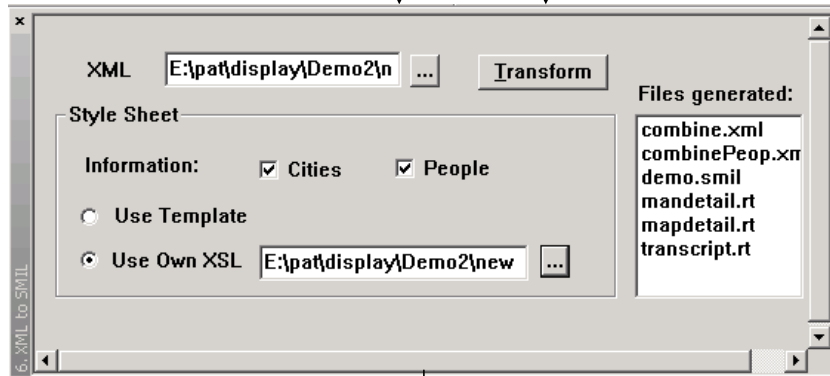 XML E:\pat\display\Demo2\n ... Transform
Style Sheet
Information: Cities People
Use Template
Use Own XSL E:\pat\display\Demo2\new ...
Files generated:
combine.xml
combinePeop.xm
demo.smil
mandetail.rt
mapdetail.rt
transcript.rt
6. XML to SMIL